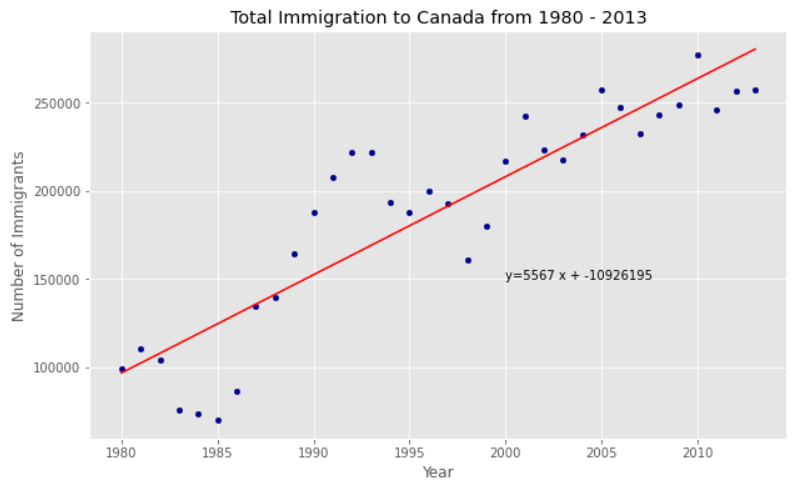 Total Immigration to Canada from 1980 - 2013
Number of Immigrants
250000
200000
150000
100000
y=5567 x + -10926195
1980 1985 1990 1995 2000 2005 2010
Year